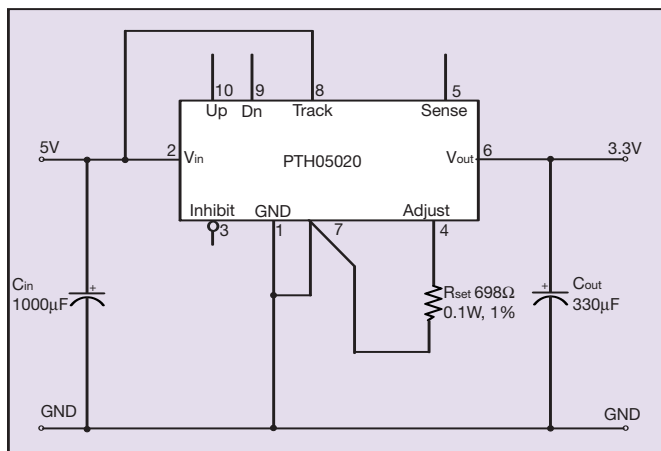 10 9 8 5
Up Dn Track Sense
5V 2 Vin PTH05020 Vout 6 3.3V
Inhibit GND Adjust
3 1 7 4
Cin + 1000µF
Rset 698Ω
0.1W, 1%
+ Cout
330µF
GND GND